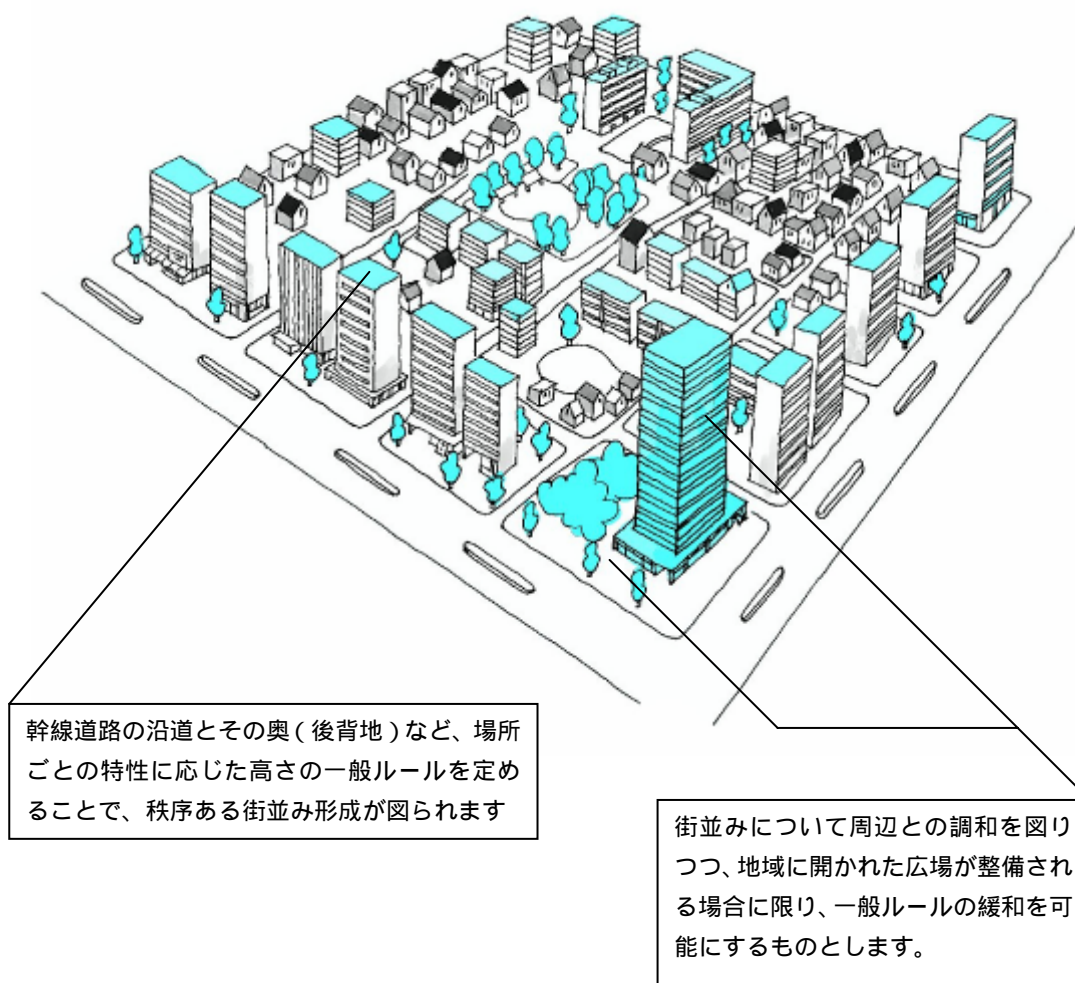 幹線道路の沿道とその奥(後背地)など、場所
ごとの特性に応じた高さの一般ルールを定め
ることで、秩序ある街並み形成が図られます
街並みについて周辺との調和を図り
つつ、地域に開かれた広場が整備され
る場合に限り、一般ルールの緩和を可
能にするものとします。